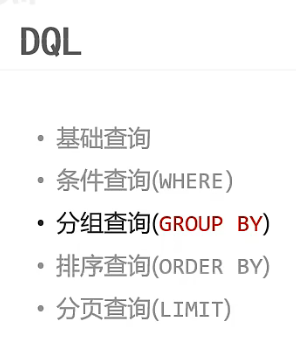 DQL
• 基础查询
• 条件查询(WHERE)
• 分组查询(GROUP BY)
• 排序查询(ORDER BY)
• 分页查询(LIMIT)